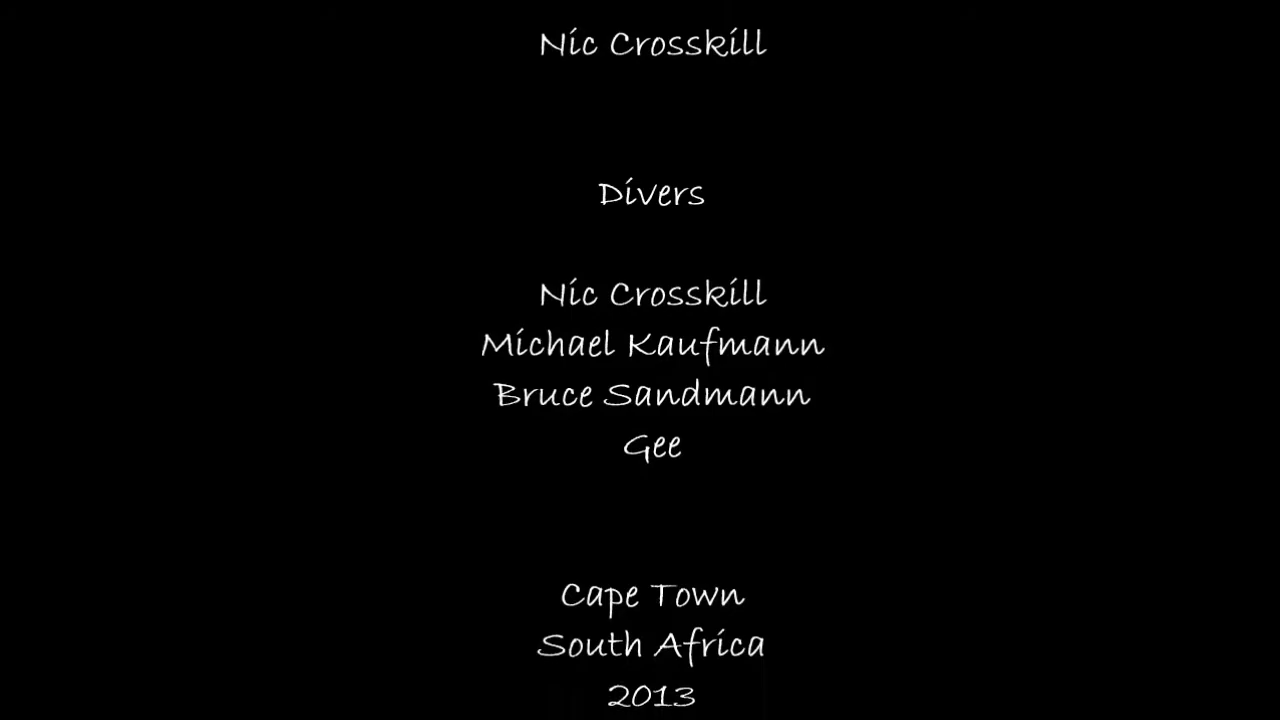 Nic Crosskill
Divers
Nic Crosskill
Michael Kaufmann
Bruce Sandmann
Gee
Cape Town
South Africa
2013